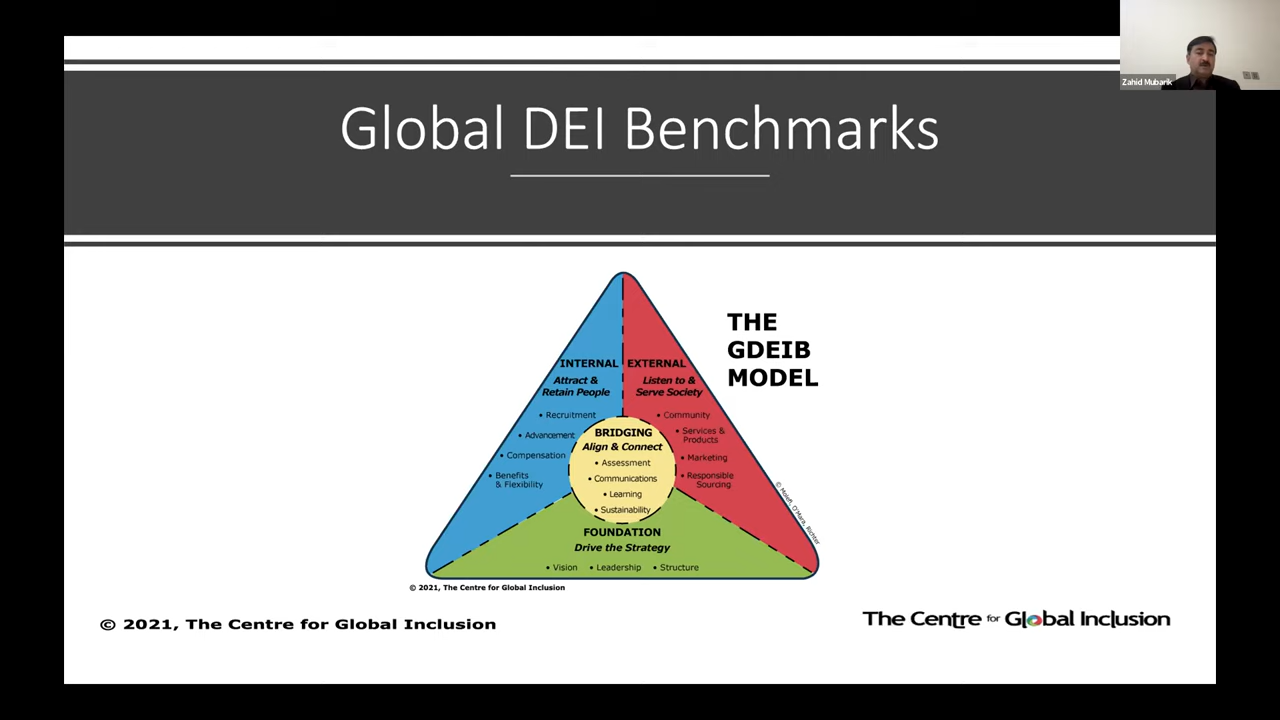 Zahid Mubarik
Global DEI Benchmarks
THE
GDEIB
MODEL
INTERNAL
Attract &
Retain People
• Recruitment
• Advancement
• Compensation
• Benefits
& Flexibility
EXTERNAL
Listen to &
Serve Society
• Community
• Services &
Products
• Marketing
• Responsible
Sourcing
BRIDGING
Align & Connect
• Assessment
• Communications
• Learning
• Sustainability
FOUNDATION
Drive the Strategy
• Vision • Leadership • Structure
© Molefi, O'Mara, Richter
© 2021, The Centre for Global Inclusion
© 2021, The Centre for Global Inclusion
The Centre for Global Inclusion